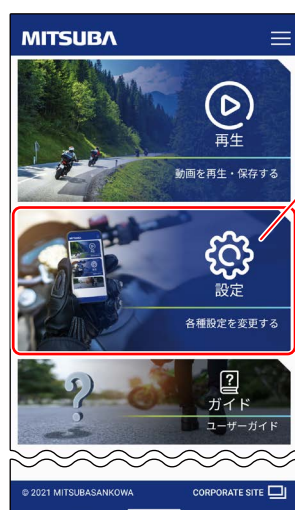 MITSUBA
再生
動画を再生・保存する
設定
各種設定を変更する
ガイド
ユーザーガイド
© 2021 MITSUBASANKOWA
CORPORATE SITE